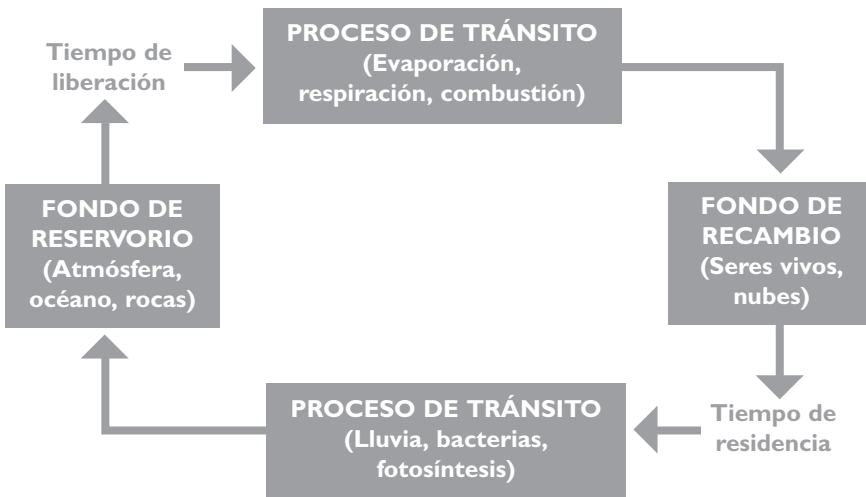 Tiempo de
liberación
PROCESO DE TRÁNSITO
(Evaporación,
respiración, combustión)
FONDO DE
RECAMBIO
(Seres vivos,
nubes)
Tiempo de
residencia
PROCESO DE TRÁNSITO
(Lluvia, bacterias,
fotosíntesis)
FONDO DE
RESERVORIO
(Atmósfera,
océano, rocas)